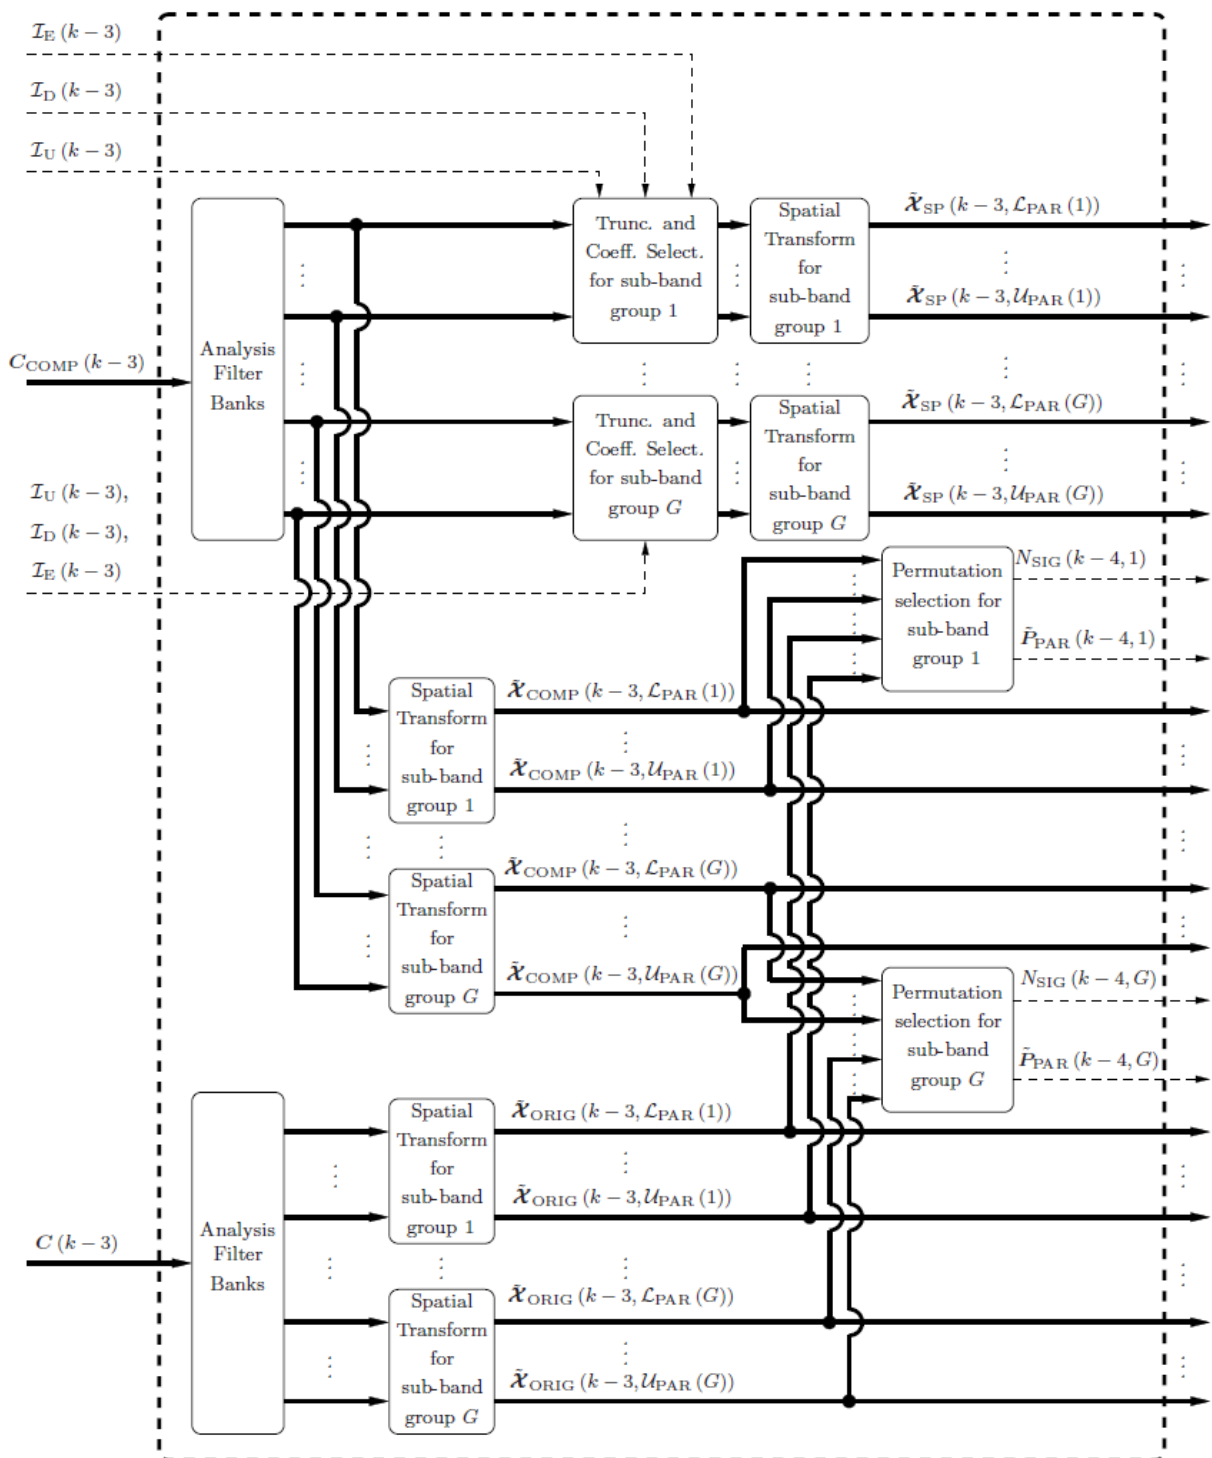 𝓘_E (k − 3)
𝓘_D (k − 3)
𝓘_U (k − 3)
Trunc. and
Coeff. Select.
for sub-band
group 1
Spatial
Transform
for
sub-band
group 1
𝓧̃_SP (k − 3, 𝓛_PAR (1))
𝓧̃_SP (k − 3, 𝓤_PAR (1))
C_COMP (k − 3)
Analysis
Filter
Banks
Trunc. and
Coeff. Select.
for sub-band
group G
Spatial
Transform
for
sub-band
group G
𝓧̃_SP (k − 3, 𝓛_PAR (G))
𝓧̃_SP (k − 3, 𝓤_PAR (G))
𝓘_U (k − 3),
𝓘_D (k − 3),
𝓘_E (k − 3)
Permutation
selection for
sub-band
group 1
N_SIG (k − 4, 1)
P̃_PAR (k − 4, 1)
Spatial
Transform
for
sub-band
group 1
𝓧̃_COMP (k − 3, 𝓛_PAR (1))
𝓧̃_COMP (k − 3, 𝓤_PAR (1))
Spatial
Transform
for
sub-band
group G
𝓧̃_COMP (k − 3, 𝓛_PAR (G))
𝓧̃_COMP (k − 3, 𝓤_PAR (G))
Permutation
selection for
sub-band
group G
N_SIG (k − 4, G)
P̃_PAR (k − 4, G)
C (k − 3)
Analysis
Filter
Banks
Spatial
Transform
for
sub-band
group 1
𝓧̃_ORIG (k − 3, 𝓛_PAR (1))
𝓧̃_ORIG (k − 3, 𝓤_PAR (1))
Spatial
Transform
for
sub-band
group G
𝓧̃_ORIG (k − 3, 𝓛_PAR (G))
𝓧̃_ORIG (k − 3, 𝓤_PAR (G))